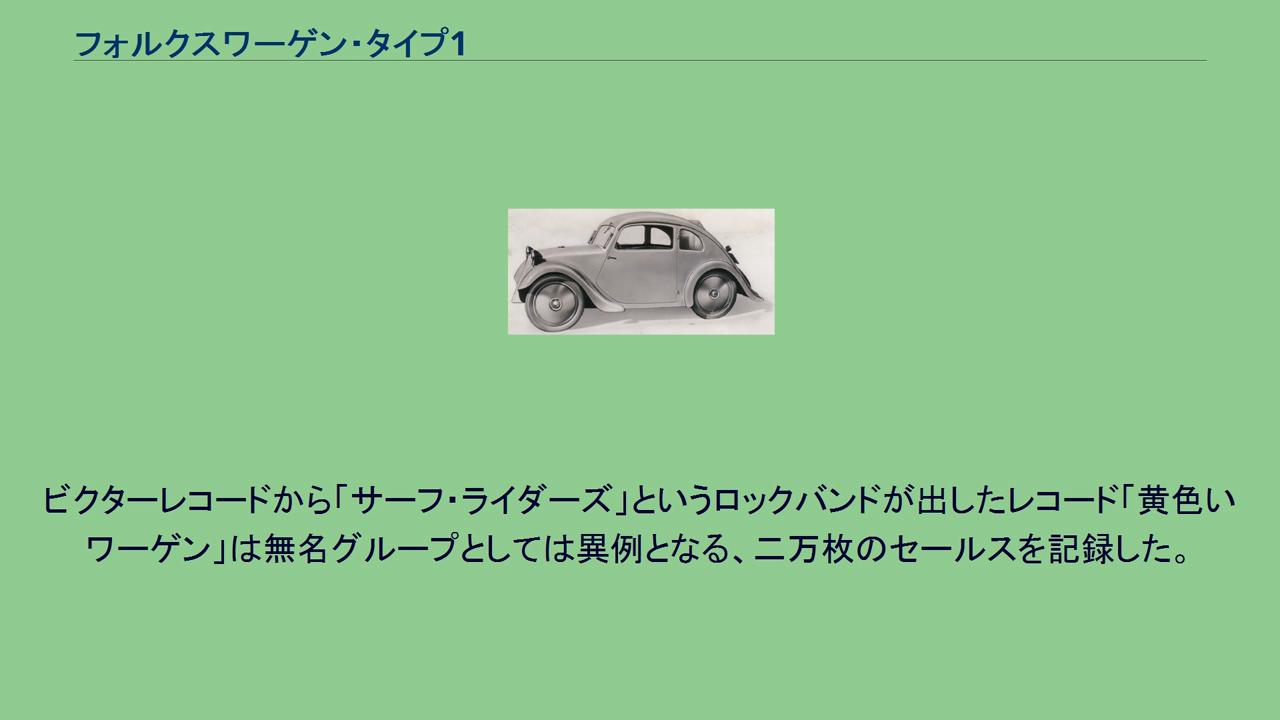 フォルクスワーゲン・タイプ1
ビクターレコードから「サーフ・ライダーズ」というロックバンドが出したレコード「黄色い
ワーゲン」は無名グループとしては異例となる、二万枚のセールスを記録した。